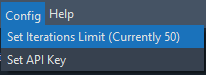 Config Help
Set Iterations Limit (Currently 50)
Set API Key